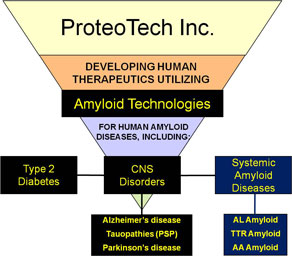 ProteoTech Inc.
DEVELOPING HUMAN
THERAPEUTICS UTILIZING
Amyloid Technologies
FOR HUMAN AMYLOID
DISEASES, INCLUDING:
Type 2
Diabetes
CNS
Disorders
Systemic
Amyloid
Diseases
Alzheimer's disease
Tauopathies (PSP)
Parkinson's disease
AL Amyloid
TTR Amyloid
AA Amyloid